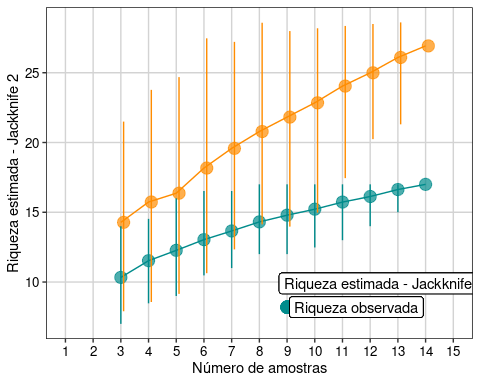 Riqueza estimada - Jackknife 2
25
20
15
10
Riqueza estimada - Jackknife
Riqueza observada
1 2 3 4 5 6 7 8 9 10 11 12 13 14 15
Número de amostras